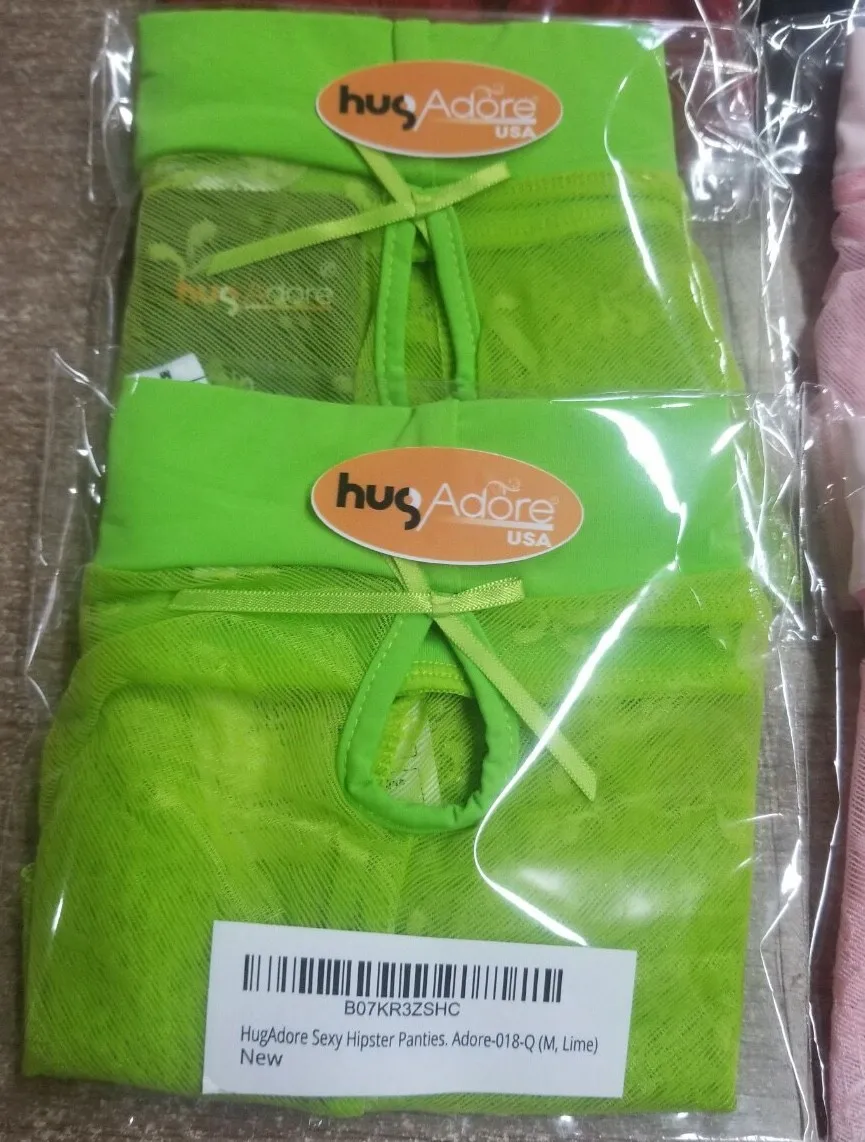 hugAdore®
USA
hugAdore®
hugAdore®
USA
B07KR3ZSHC
HugAdore Sexy Hipster Panties. Adore-018-Q (M, Lime)
New